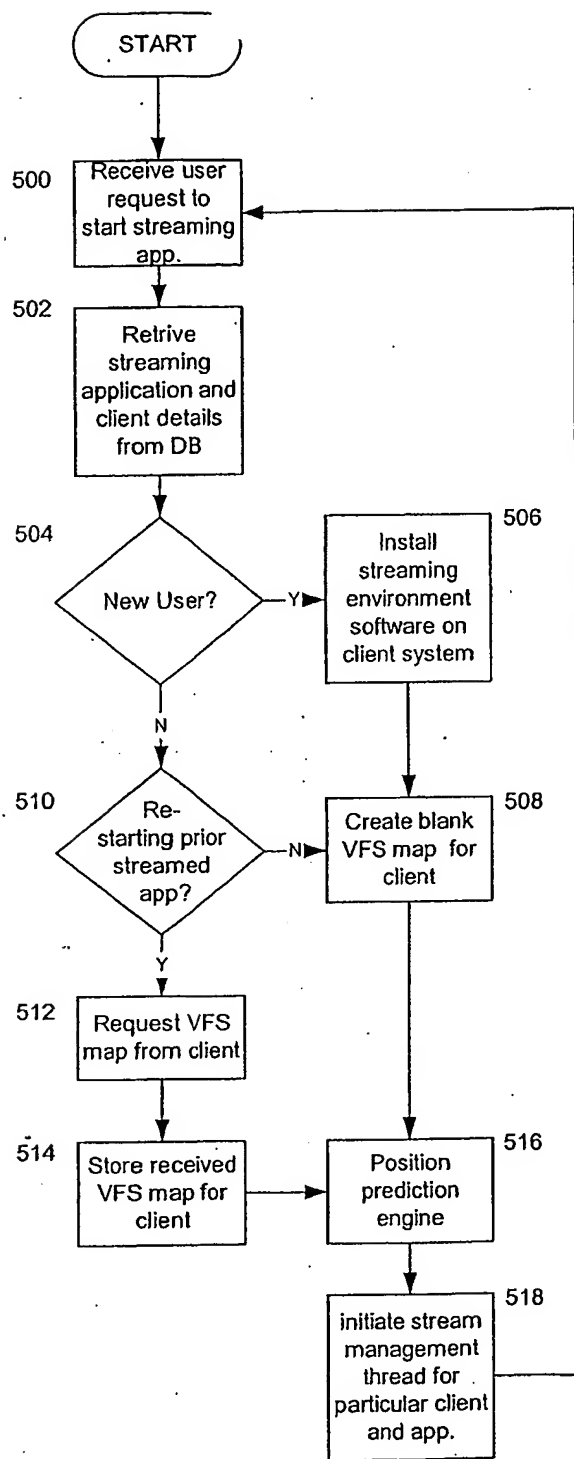 START
500
Receive user
request to
start streaming
app.
502
Retrive
streaming
application and
client details
from DB
504
New User?
Y
506
Install
streaming
environment
software on
client system
N
510
Re-
starting prior
streamed
app?
N
508
Create blank
VFS map for
client
Y
512
Request VFS
map from client
514
Store received
VFS map for
client
516
Position
prediction
engine
518
initiate stream
management
thread for
particular client
and app.